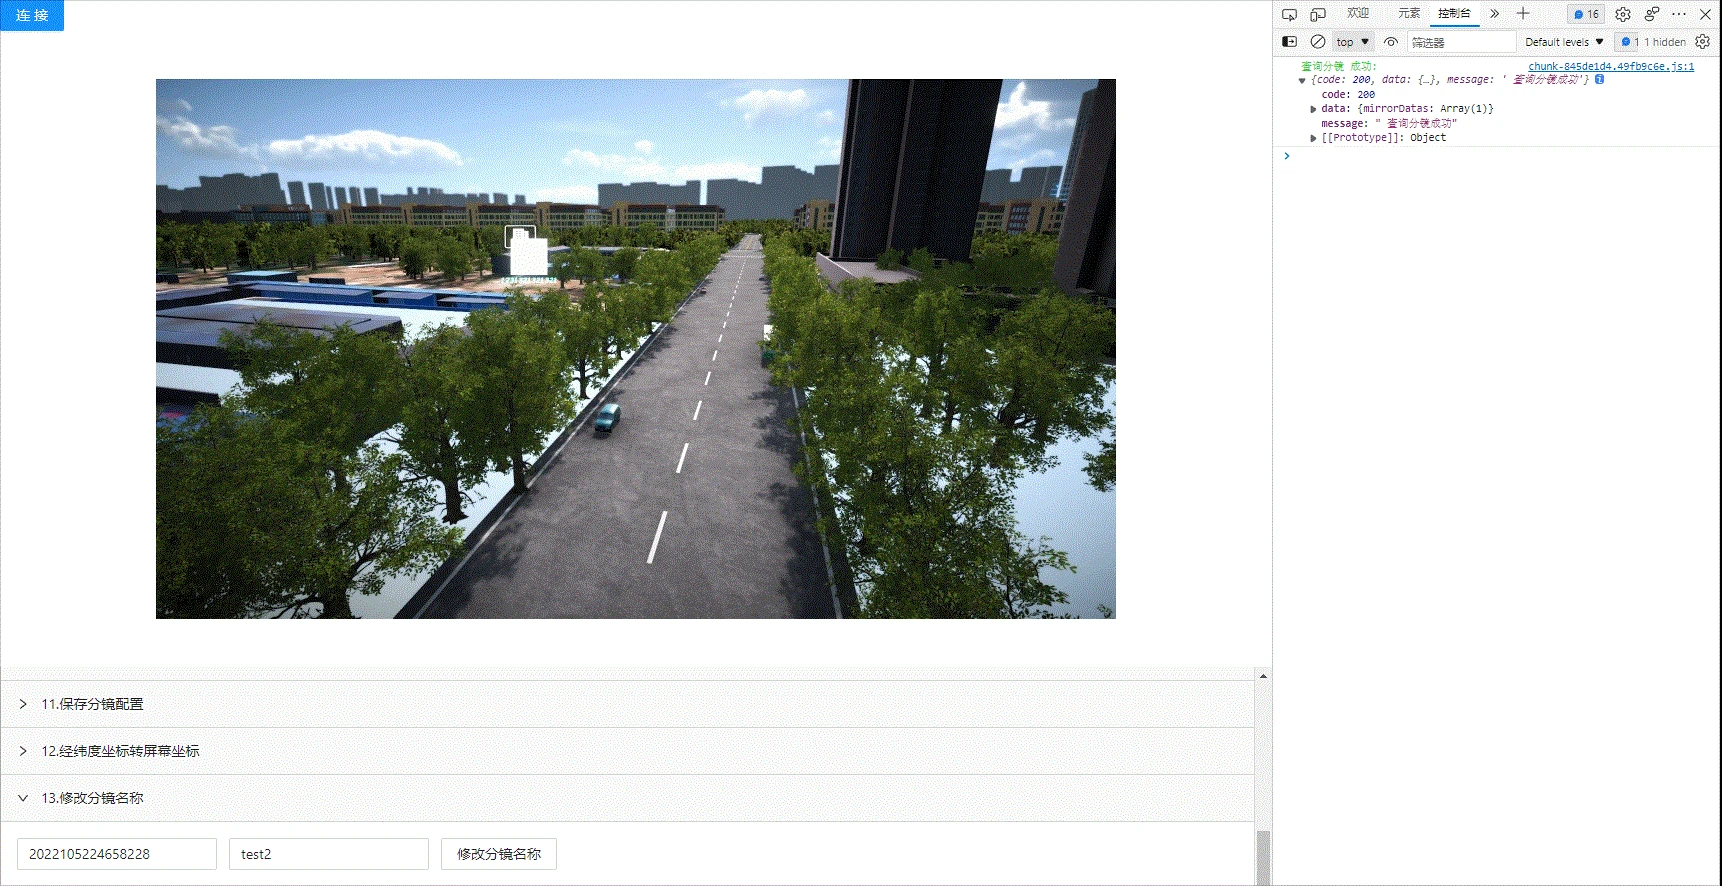 连 接
欢迎 元素 控制台 16
top 筛选器 Default levels 1 1 hidden
查询分镜 成功: chunk-845de1d4.49fb9c6e.js:1
{code: 200, data: {…}, message: ' 查询分镜成功'}
code: 200
data: {mirrorDatas: Array(1)}
message: " 查询分镜成功"
[[Prototype]]: Object
11.保存分镜配置
12.经纬度坐标转屏幕坐标
13.修改分镜名称
2022105224658228 test2 修改分镜名称